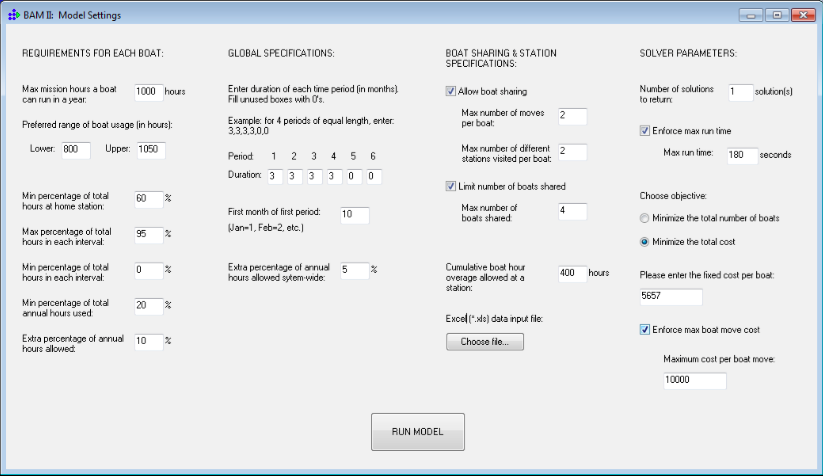 BAM II: Model Settings
REQUIREMENTS FOR EACH BOAT:
Max mission hours a boat
can run in a year.
1000 hours
Preferred range of boat usage (in hours):
Lower: 800 Upper: 1050
Min percentage of total
hours at home station:
60 %
Max percentage of total
hours in each interval:
95 %
Min percentage of total
hours in each interval:
0 %
Min percentage of total
annual hours used:
20 %
Extra percentage of annual
hours allowed:
10 %
GLOBAL SPECIFICATIONS:
Enter duration of each time period (in months).
Fill unused boxes with 0's.
Example: for 4 periods of equal length, enter:
3,3,3,3,0,0
Period: 1 2 3 4 5 6
Duration: 3 3 3 3 0 0
First month of first period:
10
(Jan=1, Feb=2, etc.)
Extra percentage of annual
hours allowed sytem-wide:
5 %
BOAT SHARING & STATION
SPECIFICATIONS:
Allow boat sharing
Max number of moves
per boat:
2
Max number of different
stations visited per boat:
2
Limit number of boats shared
Max number of
boats shared:
4
Cumulative boat hour
overage allowed at a
station:
400 hours
Excel (*.xls) data input file:
Choose file...
SOLVER PARAMETERS:
Number of solutions
to return:
1 solution(s)
Enforce max run time
Max run time: 180 seconds
Choose objective:
Minimize the total number of boats
Minimize the total cost
Please enter the fixed cost per boat:
5657
Enforce max boat move cost
Maximum cost per boat move:
10000
RUN MODEL